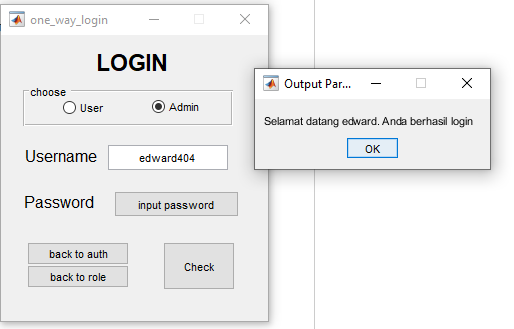 one_way_login
LOGIN
choose
User
Admin
Username
edward404
Password
input password
back to auth
back to role
Check
Output Par...
Selamat datang edward. Anda berhasil login
OK